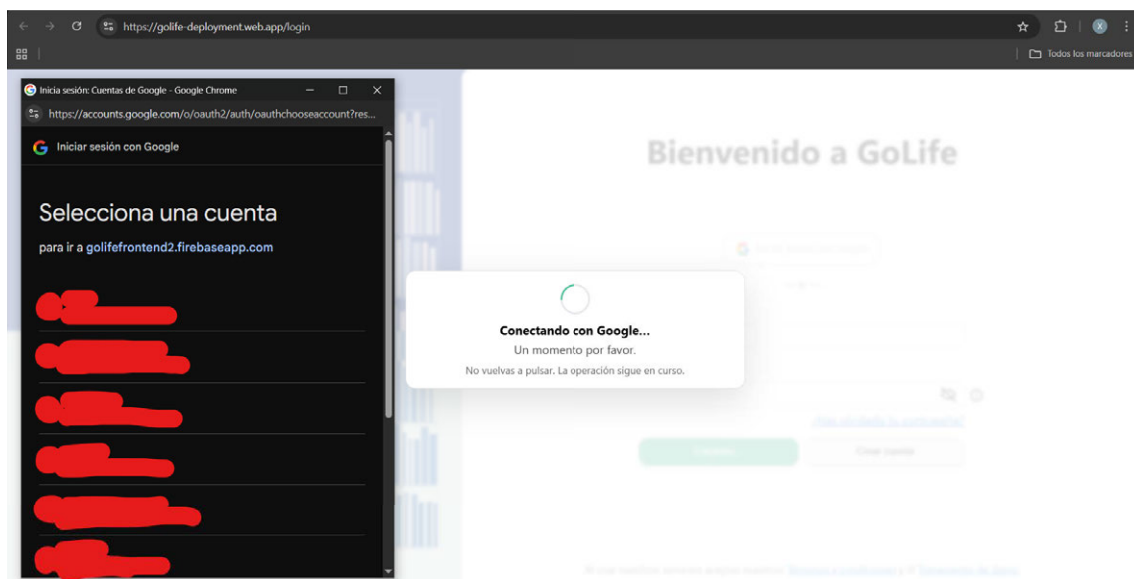 https://golife-deployment.web.app/login
X
Todos los marcadores
Inicia sesión: Cuentas de Google - Google Chrome
https://accounts.google.com/o/oauth2/auth/oauthchooseaccount?res...
Iniciar sesión con Google
Selecciona una cuenta
para ir a golifefrontend2.firebaseapp.com
Bienvenido a GoLife
Conectando con Google...
Un momento por favor.
No vuelvas a pulsar. La operación sigue en curso.
¿Has olvidado tu contraseña?
Crear cuenta